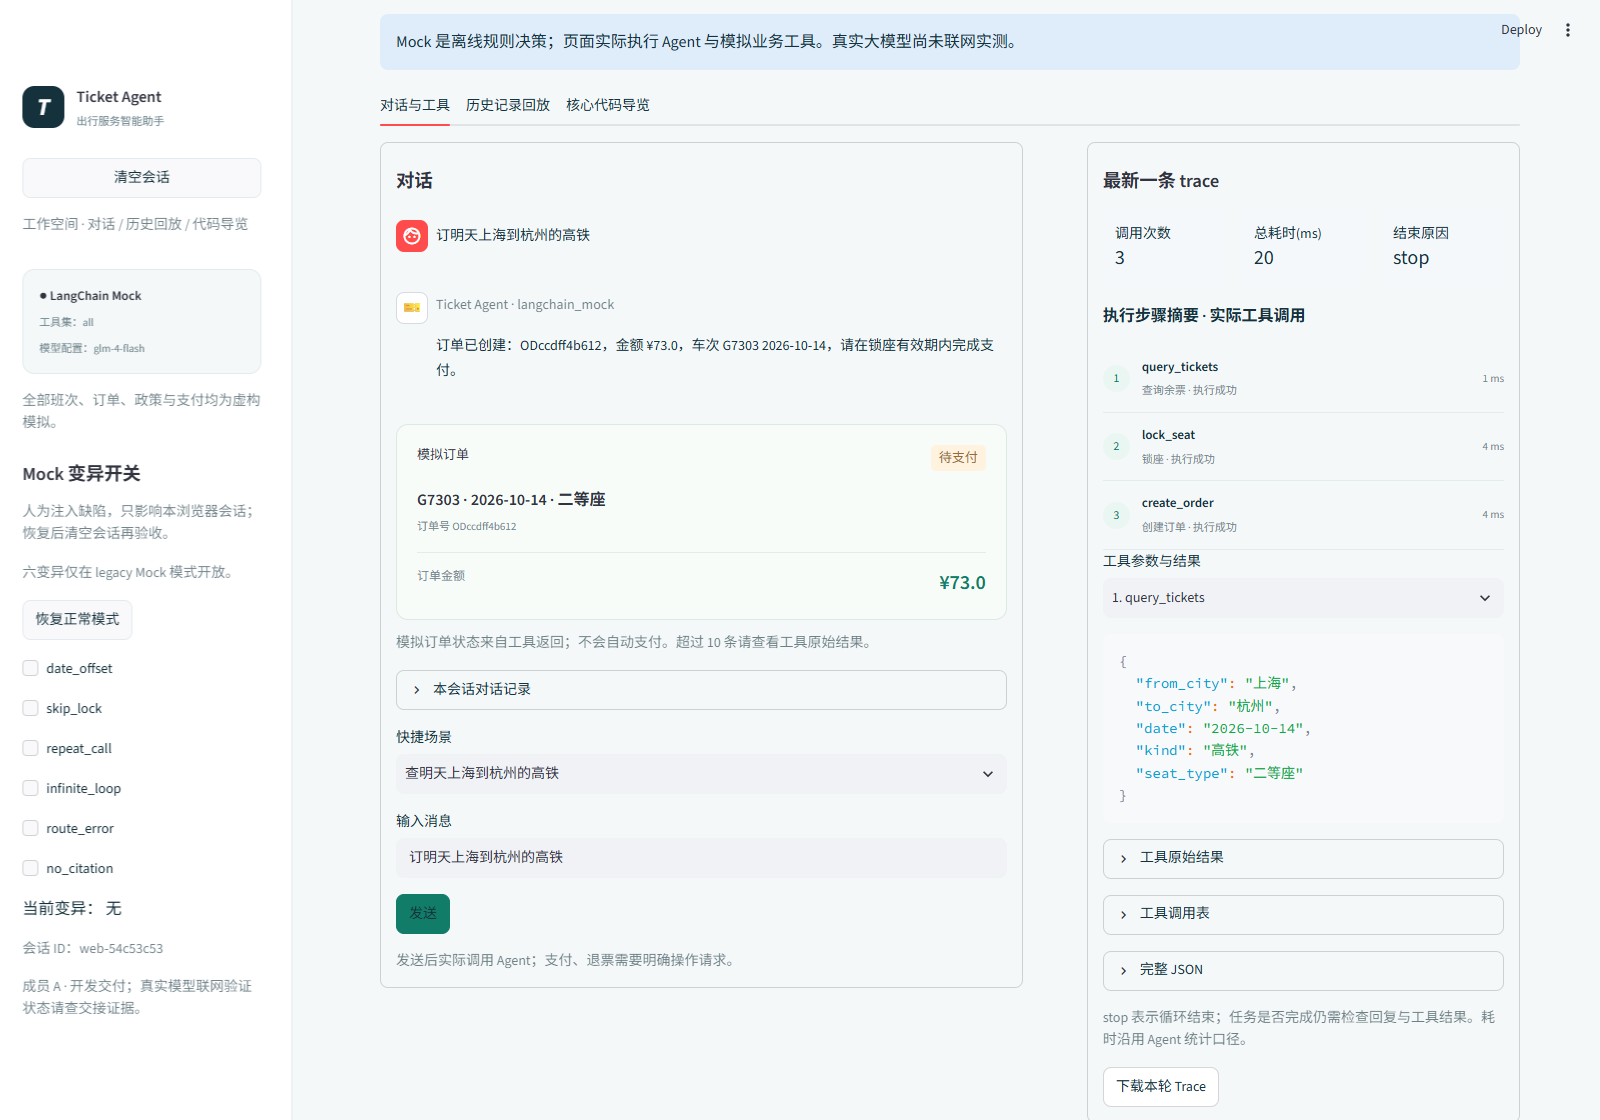 Mock 是离线规则决策；页面实际执行 Agent 与模拟业务工具。真实大模型尚未联网实测。
Deploy
T
Ticket Agent
出行服务智能助手
清空会话
工作空间 · 对话 / 历史回放 / 代码导览
● LangChain Mock
工具集：all
模型配置：glm-4-flash
全部班次、订单、政策与支付均为虚构
模拟。
Mock 变异开关
人为注入缺陷，只影响本浏览器会话；
恢复后清空会话再验收。
六变异仅在 legacy Mock 模式开放。
恢复正常模式
date_offset
skip_lock
repeat_call
infinite_loop
route_error
no_citation
当前变异： 无
会话 ID：web-54c53c53
成员 A · 开发交付；真实模型联网验证
状态请查交接证据。
对话与工具
历史记录回放
核心代码导览
对话
订明天上海到杭州的高铁
Ticket Agent · langchain_mock
订单已创建：ODccdff4b612，金额 ¥73.0，车次 G7303 2026-10-14，请在锁座有效期内完成支
付。
模拟订单
待支付
G7303 · 2026-10-14 · 二等座
订单号 ODccdff4b612
订单金额
¥73.0
模拟订单状态来自工具返回；不会自动支付。超过 10 条请查看工具原始结果。
本会话对话记录
快捷场景
查明天上海到杭州的高铁
输入消息
订明天上海到杭州的高铁
发送
发送后实际调用 Agent；支付、退票需要明确操作请求。
最新一条 trace
调用次数
3
总耗时(ms)
20
结束原因
stop
执行步骤摘要 · 实际工具调用
1
query_tickets
查询余票 · 执行成功
1 ms
2
lock_seat
锁座 · 执行成功
4 ms
3
create_order
创建订单 · 执行成功
4 ms
工具参数与结果
1. query_tickets
{
"from_city": "上海",
"to_city": "杭州",
"date": "2026-10-14",
"kind": "高铁",
"seat_type": "二等座"
}
工具原始结果
工具调用表
完整 JSON
stop 表示循环结束；任务是否完成仍需检查回复与工具结果。耗
时沿用 Agent 统计口径。
下载本轮 Trace